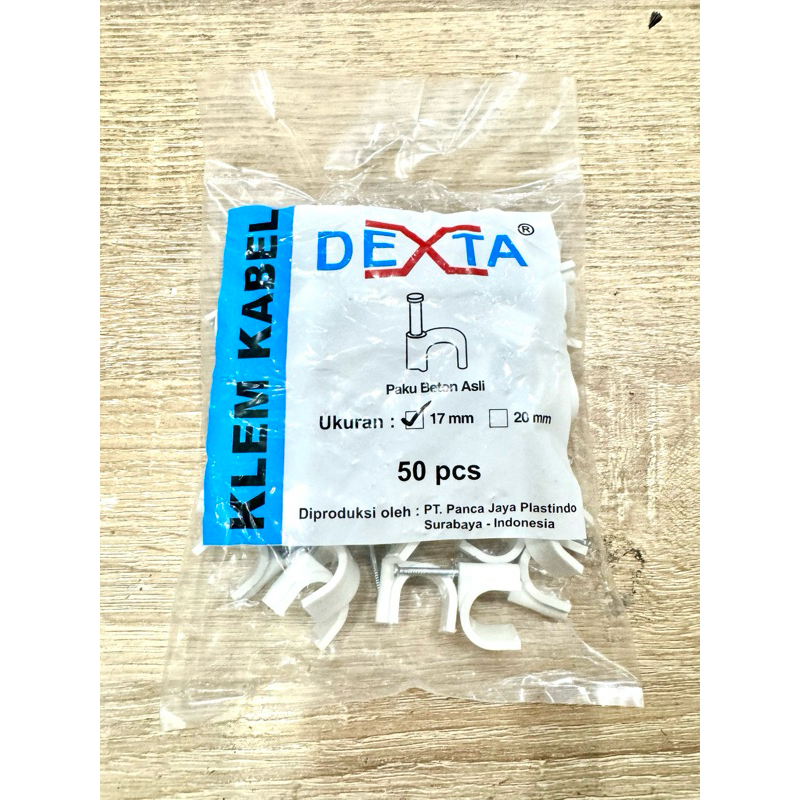 KLEM KABEL
DEXTA®
Paku Beton Asli
Ukuran : 17 mm 20 mm
50 pcs
Diproduksi oleh : PT. Panca Jaya Plastindo
Surabaya - Indonesia